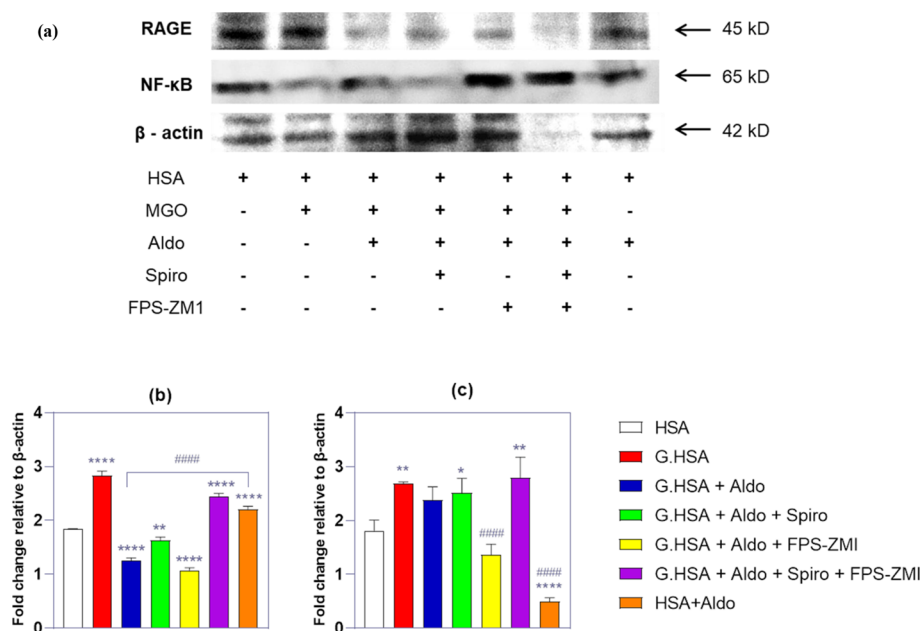 (a)
RAGE 45 kD
NF-κB 65 kD
β - actin 42 kD
HSA + + + + + + +
MGO - + + + + + -
Aldo - - + + + + +
Spiro - - - + - + -
FPS-ZM1 - - - - + + -
(b)
Fold change relative to β-actin
4
3
2
1
0
****
****
**
****
****
****
####
(c)
Fold change relative to β-actin
4
3
2
1
0
**
*
####
**
####
****
HSA
G.HSA
G.HSA + Aldo
G.HSA + Aldo + Spiro
G.HSA + Aldo + FPS-ZMI
G.HSA + Aldo + Spiro + FPS-ZMI
HSA+Aldo